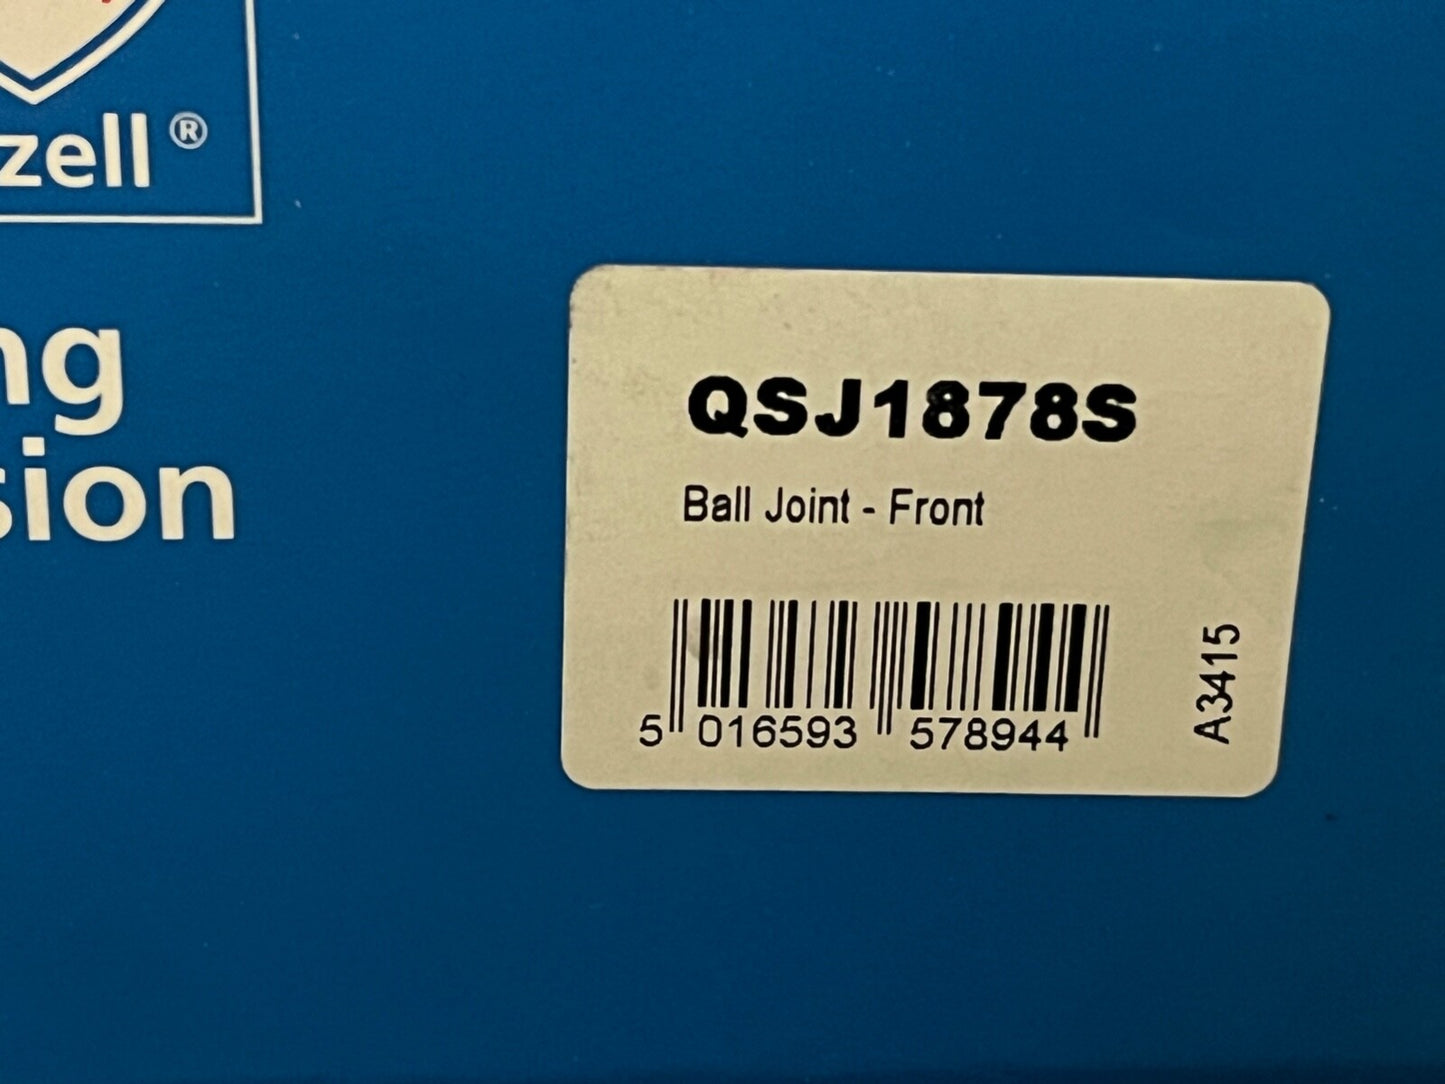 zell®
ng
sion
QSJ1878S
Ball Joint - Front
5 016593 578944
A3415